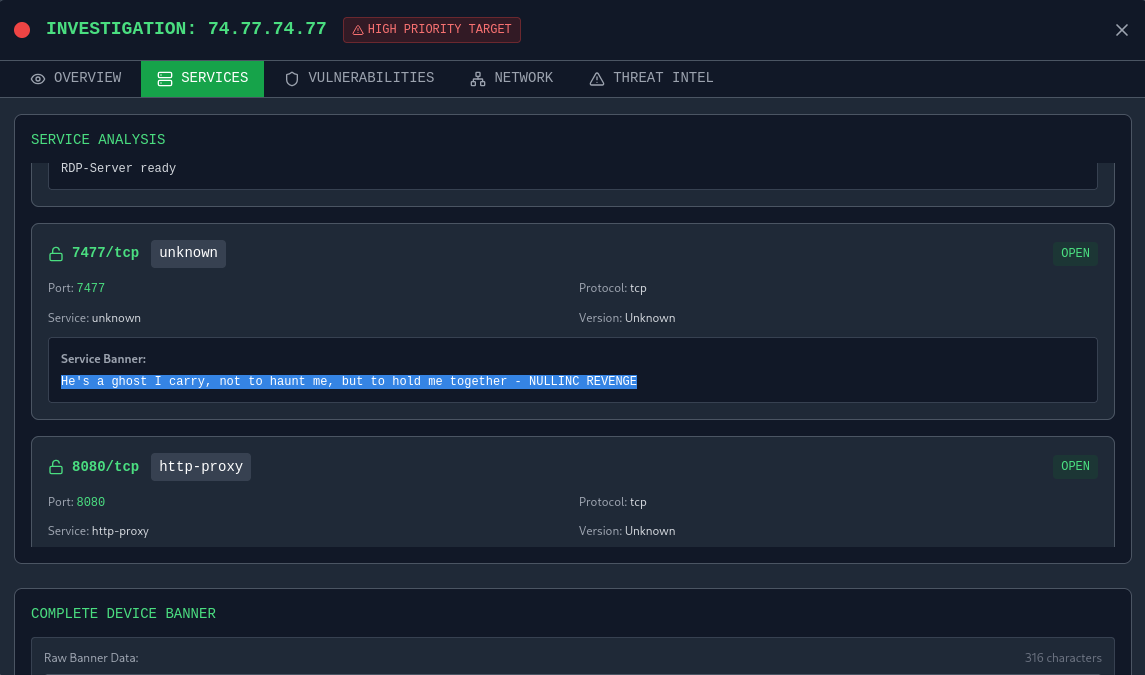 INVESTIGATION: 74.77.74.77 HIGH PRIORITY TARGET
OVERVIEW SERVICES VULNERABILITIES NETWORK THREAT INTEL
SERVICE ANALYSIS
RDP-Server ready
7477/tcp unknown OPEN
Port: 7477 Protocol: tcp
Service: unknown Version: Unknown
Service Banner:
He's a ghost I carry, not to haunt me, but to hold me together - NULLINC REVENGE
8080/tcp http-proxy OPEN
Port: 8080 Protocol: tcp
Service: http-proxy Version: Unknown
COMPLETE DEVICE BANNER
Raw Banner Data: 316 characters